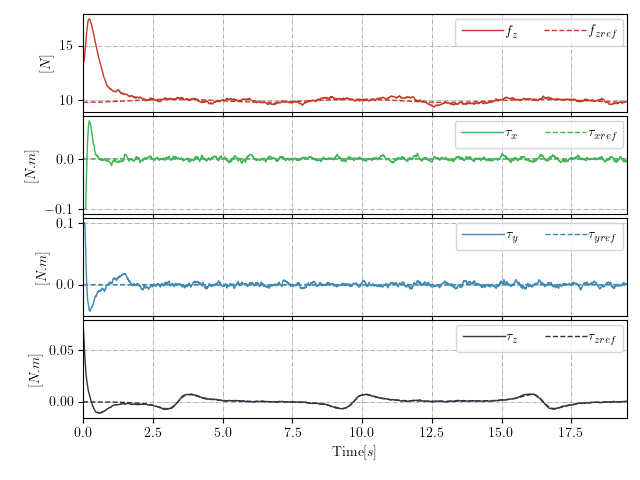 [N]
15
10
f_z
f_zref
[N.m]
0.0
−0.1
τ_x
τ_xref
[N.m]
0.1
0.0
τ_y
τ_yref
[N.m]
0.05
0.00
τ_z
τ_zref
0.0 2.5 5.0 7.5 10.0 12.5 15.0 17.5
Time[s]